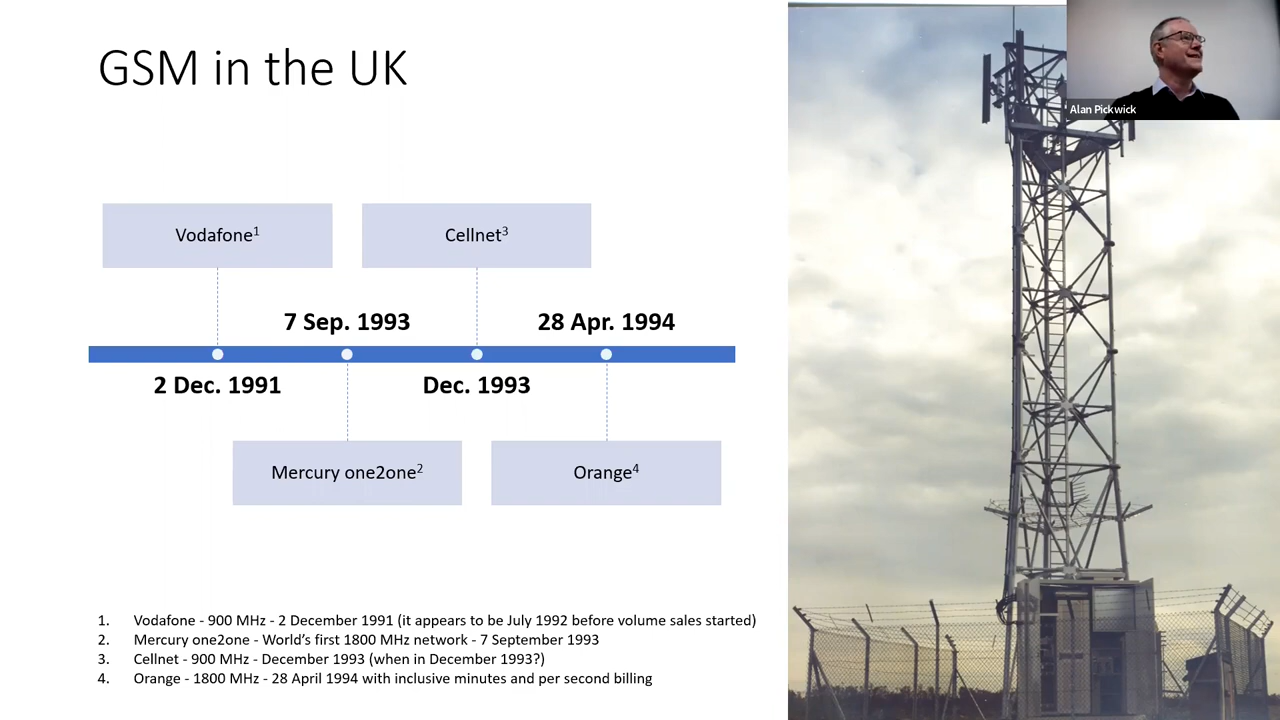 GSM in the UK
Alan Pickwick
Vodafone1
Cellnet3
7 Sep. 1993
28 Apr. 1994
2 Dec. 1991
Dec. 1993
Mercury one2one2
Orange4
1. Vodafone - 900 MHz - 2 December 1991 (it appears to be July 1992 before volume sales started)
2. Mercury one2one - World's first 1800 MHz network - 7 September 1993
3. Cellnet - 900 MHz - December 1993 (when in December 1993?)
4. Orange - 1800 MHz - 28 April 1994 with inclusive minutes and per second billing